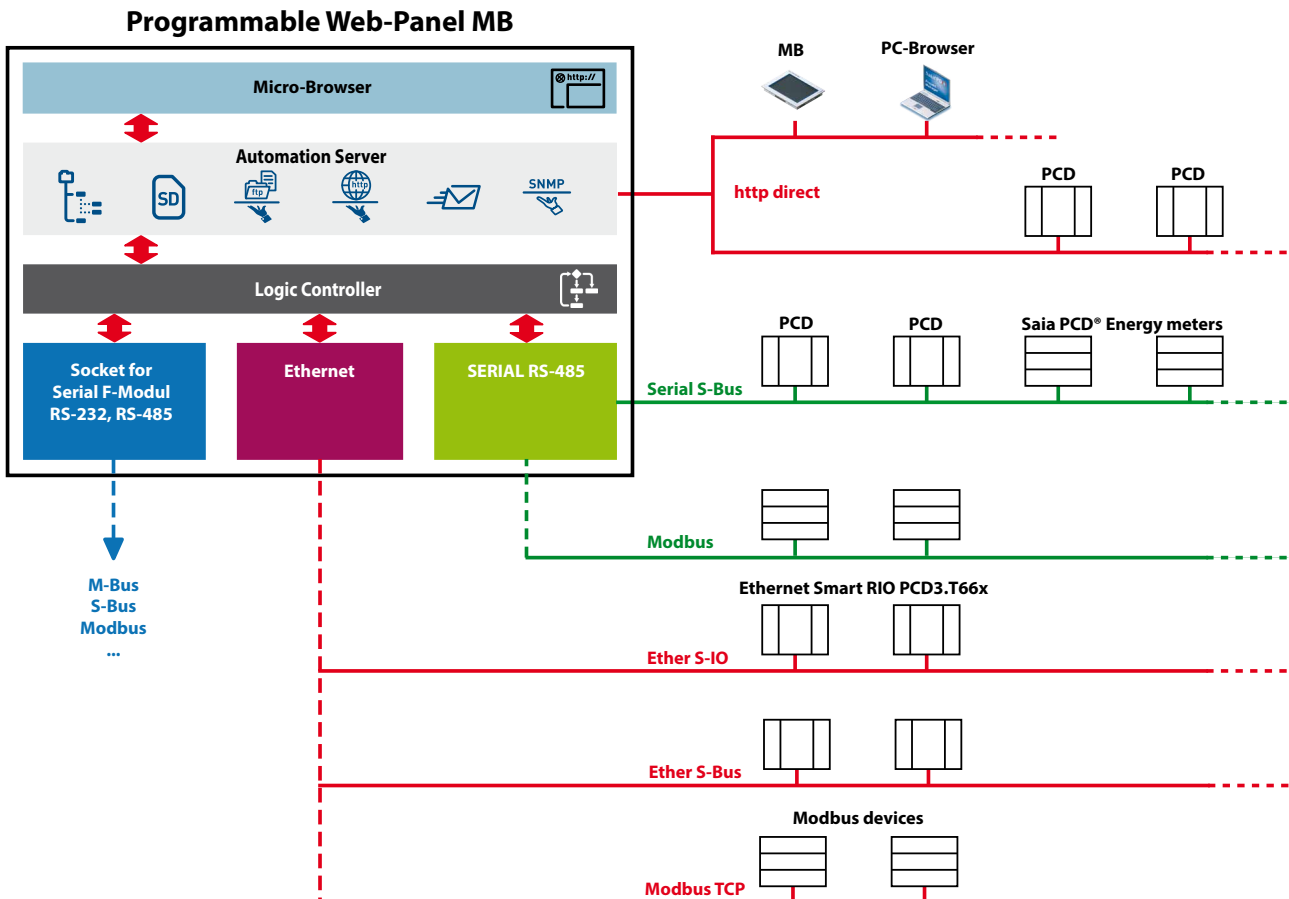 Programmable Web-Panel MB
Micro-Browser
http://
Automation Server
SD
ftp
http
SNMP
Logic Controller
Socket for
Serial F-Modul
RS-232, RS-485
Ethernet
SERIAL RS-485
M-Bus
S-Bus
Modbus
...
MB
PC-Browser
http direct
PCD
PCD
PCD
PCD
Saia PCD® Energy meters
Serial S-Bus
Modbus
Ethernet Smart RIO PCD3.T66x
Ether S-IO
Ether S-Bus
Modbus devices
Modbus TCP